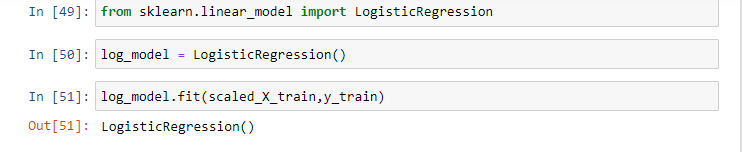 In [49]: from sklearn.linear_model import LogisticRegression
In [50]: log_model = LogisticRegression()
In [51]: log_model.fit(scaled_X_train,y_train)
Out[51]: LogisticRegression()